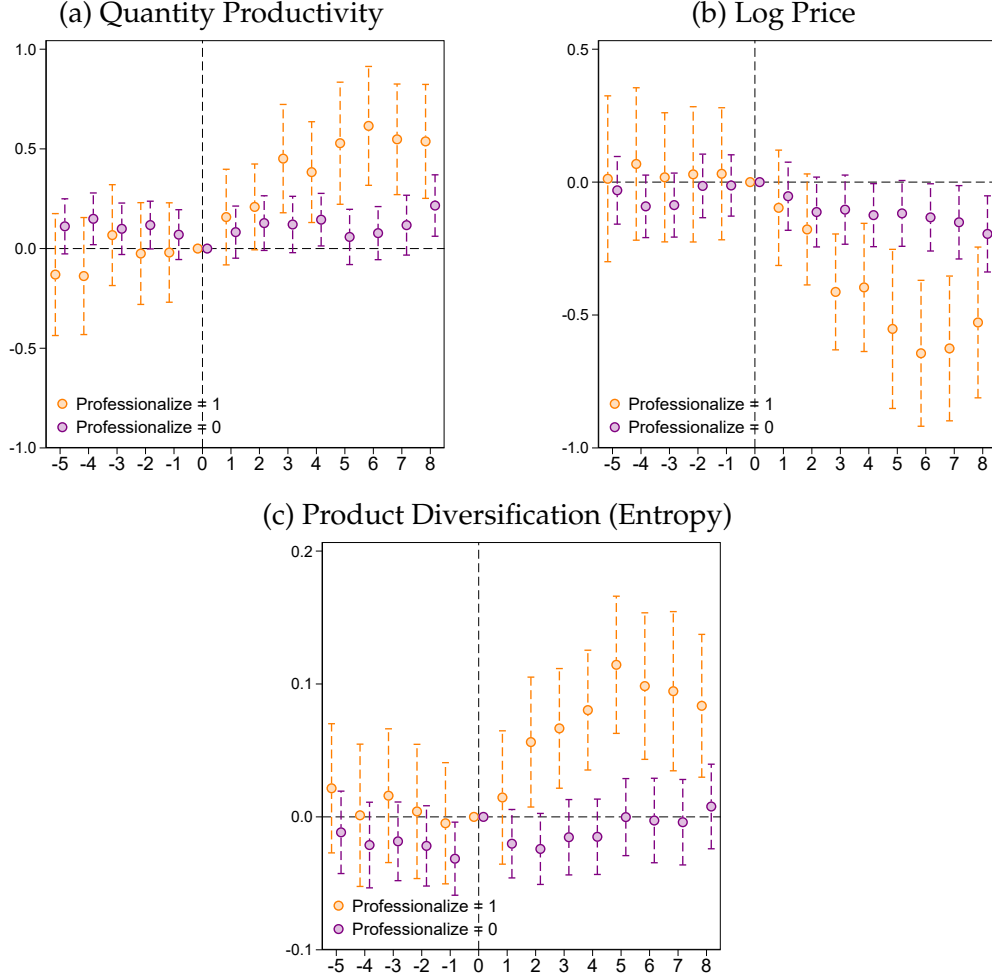 (a) Quantity Productivity
1.0
0.5
0.0
-0.5
-1.0
Professionalize = 1
Professionalize = 0
-5 -4 -3 -2 -1 0 1 2 3 4 5 6 7 8
(b) Log Price
0.5
0.0
-0.5
-1.0
Professionalize = 1
Professionalize = 0
-5 -4 -3 -2 -1 0 1 2 3 4 5 6 7 8
(c) Product Diversification (Entropy)
0.2
0.1
0.0
-0.1
Professionalize = 1
Professionalize = 0
-5 -4 -3 -2 -1 0 1 2 3 4 5 6 7 8